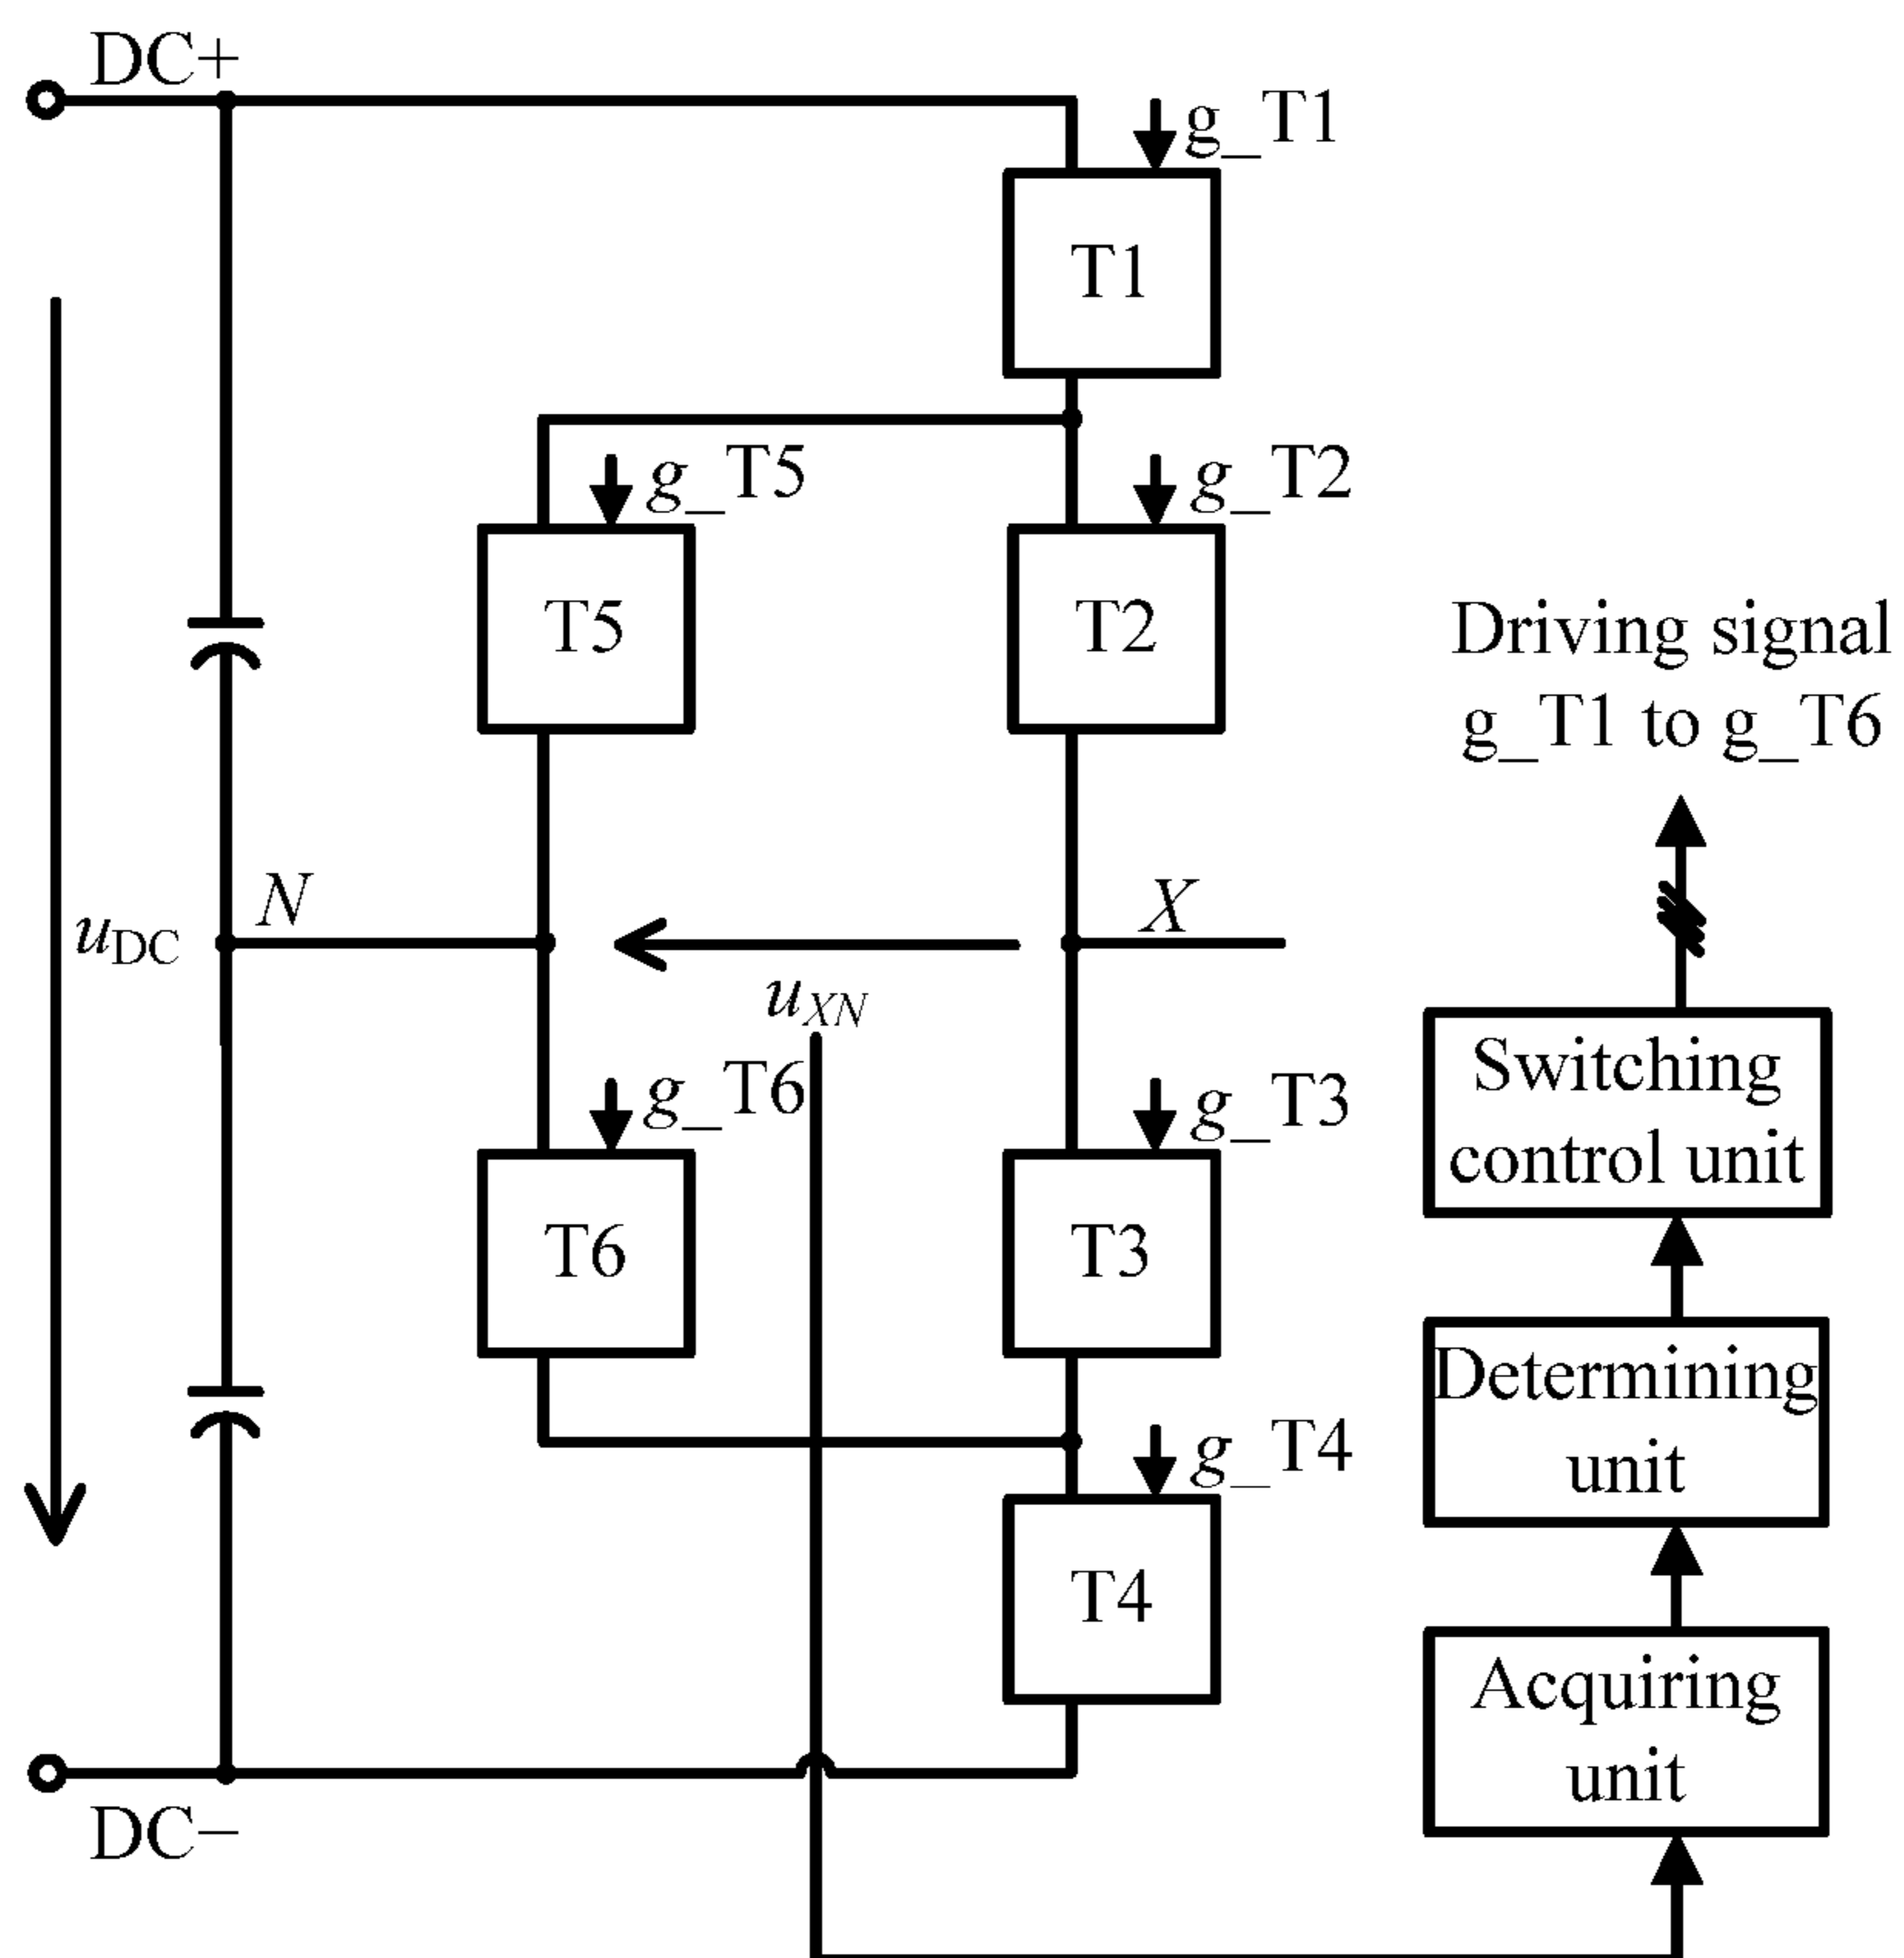 DC+
g_T1
T1
g_T5
g_T2
T5
T2
Driving signal
g_T1 to g_T6
N
X
uDC
uXN
Switching
control unit
g_T6
g_T3
T6
T3
Determining
unit
g_T4
T4
Acquiring
unit
DC−